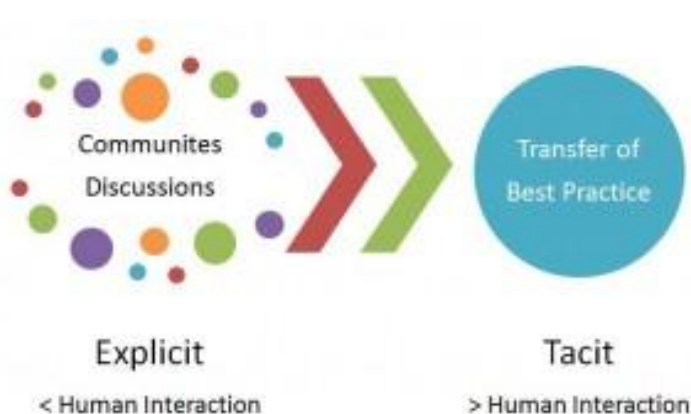 Communites
Discussions
Transfer of
Best Practice
Explicit
Tacit
< Human Interaction
> Human Interaction